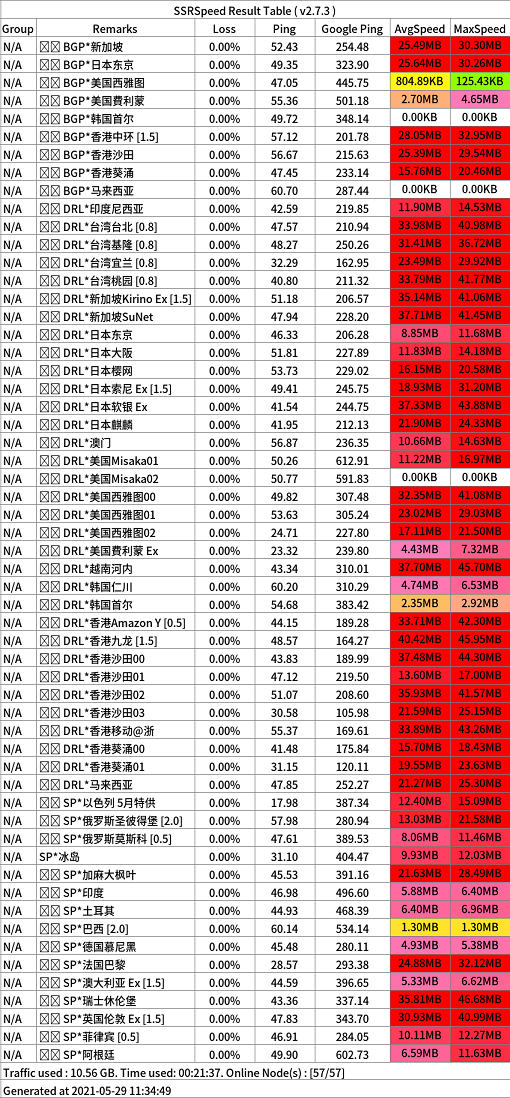 SSRSpeed Result Table ( v2.7.3 )
Group Remarks Loss Ping Google Ping AvgSpeed MaxSpeed
N/A BGP*新加坡 0.00% 52.43 254.48 25.49MB 30.30MB
N/A BGP*日本东京 0.00% 49.35 323.90 25.64MB 30.26MB
N/A BGP*美国西雅图 0.00% 47.05 445.75 804.89KB 125.43KB
N/A BGP*美国費利蒙 0.00% 55.36 501.18 2.70MB 4.65MB
N/A BGP*韩国首尔 0.00% 49.72 348.14 0.00KB 0.00KB
N/A BGP*香港中环 [1.5] 0.00% 57.12 201.78 28.05MB 32.95MB
N/A BGP*香港沙田 0.00% 56.67 215.63 25.39MB 29.54MB
N/A BGP*香港葵涌 0.00% 47.45 233.14 15.76MB 20.46MB
N/A BGP*马来西亚 0.00% 60.70 287.44 0.00KB 0.00KB
N/A DRL*印度尼西亚 0.00% 42.59 219.85 11.90MB 14.53MB
N/A DRL*台湾台北 [0.8] 0.00% 47.57 210.94 33.98MB 40.98MB
N/A DRL*台湾基隆 [0.8] 0.00% 48.27 250.26 31.41MB 36.72MB
N/A DRL*台湾宜兰 [0.8] 0.00% 32.29 162.95 23.49MB 29.92MB
N/A DRL*台湾桃园 [0.8] 0.00% 40.80 211.32 33.79MB 41.77MB
N/A DRL*新加坡Kirino Ex [1.5] 0.00% 51.18 206.57 35.14MB 41.06MB
N/A DRL*新加坡SuNet 0.00% 47.94 228.20 37.71MB 41.45MB
N/A DRL*日本东京 0.00% 46.33 206.28 8.85MB 11.68MB
N/A DRL*日本大阪 0.00% 51.81 227.89 11.83MB 14.18MB
N/A DRL*日本樱网 0.00% 53.73 229.02 16.15MB 20.58MB
N/A DRL*日本索尼 Ex [1.5] 0.00% 49.41 245.75 18.93MB 31.20MB
N/A DRL*日本软银 Ex 0.00% 41.54 244.75 37.33MB 43.88MB
N/A DRL*日本麒麟 0.00% 41.95 212.13 21.90MB 24.33MB
N/A DRL*澳门 0.00% 56.87 236.35 10.66MB 14.63MB
N/A DRL*美国Misaka01 0.00% 50.26 612.91 11.22MB 16.97MB
N/A DRL*美国Misaka02 0.00% 50.77 591.83 0.00KB 0.00KB
N/A DRL*美国西雅图00 0.00% 49.82 307.48 32.35MB 41.08MB
N/A DRL*美国西雅图01 0.00% 53.63 305.24 23.02MB 29.03MB
N/A DRL*美国西雅图02 0.00% 24.71 227.80 17.11MB 21.50MB
N/A DRL*美国費利蒙 Ex 0.00% 23.32 239.80 4.43MB 7.32MB
N/A DRL*越南河内 0.00% 43.34 310.01 37.70MB 45.70MB
N/A DRL*韩国仁川 0.00% 60.20 310.29 4.74MB 6.53MB
N/A DRL*韩国首尔 0.00% 54.68 383.42 2.35MB 2.92MB
N/A DRL*香港Amazon Y [0.5] 0.00% 44.15 189.28 33.71MB 42.30MB
N/A DRL*香港九龙 [1.5] 0.00% 48.57 164.27 40.42MB 45.95MB
N/A DRL*香港沙田00 0.00% 43.83 189.99 37.48MB 44.30MB
N/A DRL*香港沙田01 0.00% 47.12 219.50 13.60MB 17.00MB
N/A DRL*香港沙田02 0.00% 51.07 208.60 35.93MB 41.57MB
N/A DRL*香港沙田03 0.00% 30.58 105.98 21.59MB 25.15MB
N/A DRL*香港移动@浙 0.00% 55.37 169.61 33.89MB 43.26MB
N/A DRL*香港葵涌00 0.00% 41.48 175.84 15.70MB 18.43MB
N/A DRL*香港葵涌01 0.00% 31.15 120.11 19.55MB 23.63MB
N/A DRL*马来西亚 0.00% 47.85 252.27 21.27MB 25.30MB
N/A SP*以色列 5月特供 0.00% 17.98 387.34 12.40MB 15.09MB
N/A SP*俄罗斯圣彼得堡 [2.0] 0.00% 57.98 280.94 13.03MB 21.58MB
N/A SP*俄罗斯莫斯科 [0.5] 0.00% 47.61 389.53 8.06MB 11.46MB
N/A SP*冰岛 0.00% 31.10 404.47 9.93MB 12.03MB
N/A SP*加麻大枫叶 0.00% 45.53 391.16 21.63MB 28.49MB
N/A SP*印度 0.00% 46.98 496.60 5.88MB 6.40MB
N/A SP*土耳其 0.00% 44.93 468.39 6.40MB 6.96MB
N/A SP*巴西 [2.0] 0.00% 60.14 534.14 1.30MB 1.30MB
N/A SP*德国慕尼黑 0.00% 45.48 280.11 4.93MB 5.38MB
N/A SP*法国巴黎 0.00% 28.57 293.38 24.88MB 32.12MB
N/A SP*澳大利亚 Ex [1.5] 0.00% 44.59 396.65 5.33MB 6.62MB
N/A SP*瑞士休伦堡 0.00% 43.36 337.14 35.81MB 46.68MB
N/A SP*英国伦敦 Ex [1.5] 0.00% 47.83 343.70 30.93MB 40.99MB
N/A SP*菲律宾 [0.5] 0.00% 46.91 284.05 10.11MB 12.27MB
N/A SP*阿根廷 0.00% 49.90 602.73 6.59MB 11.63MB
Traffic used : 10.56 GB. Time used: 00:21:37. Online Node(s) : [57/57]
Generated at 2021-05-29 11:34:49